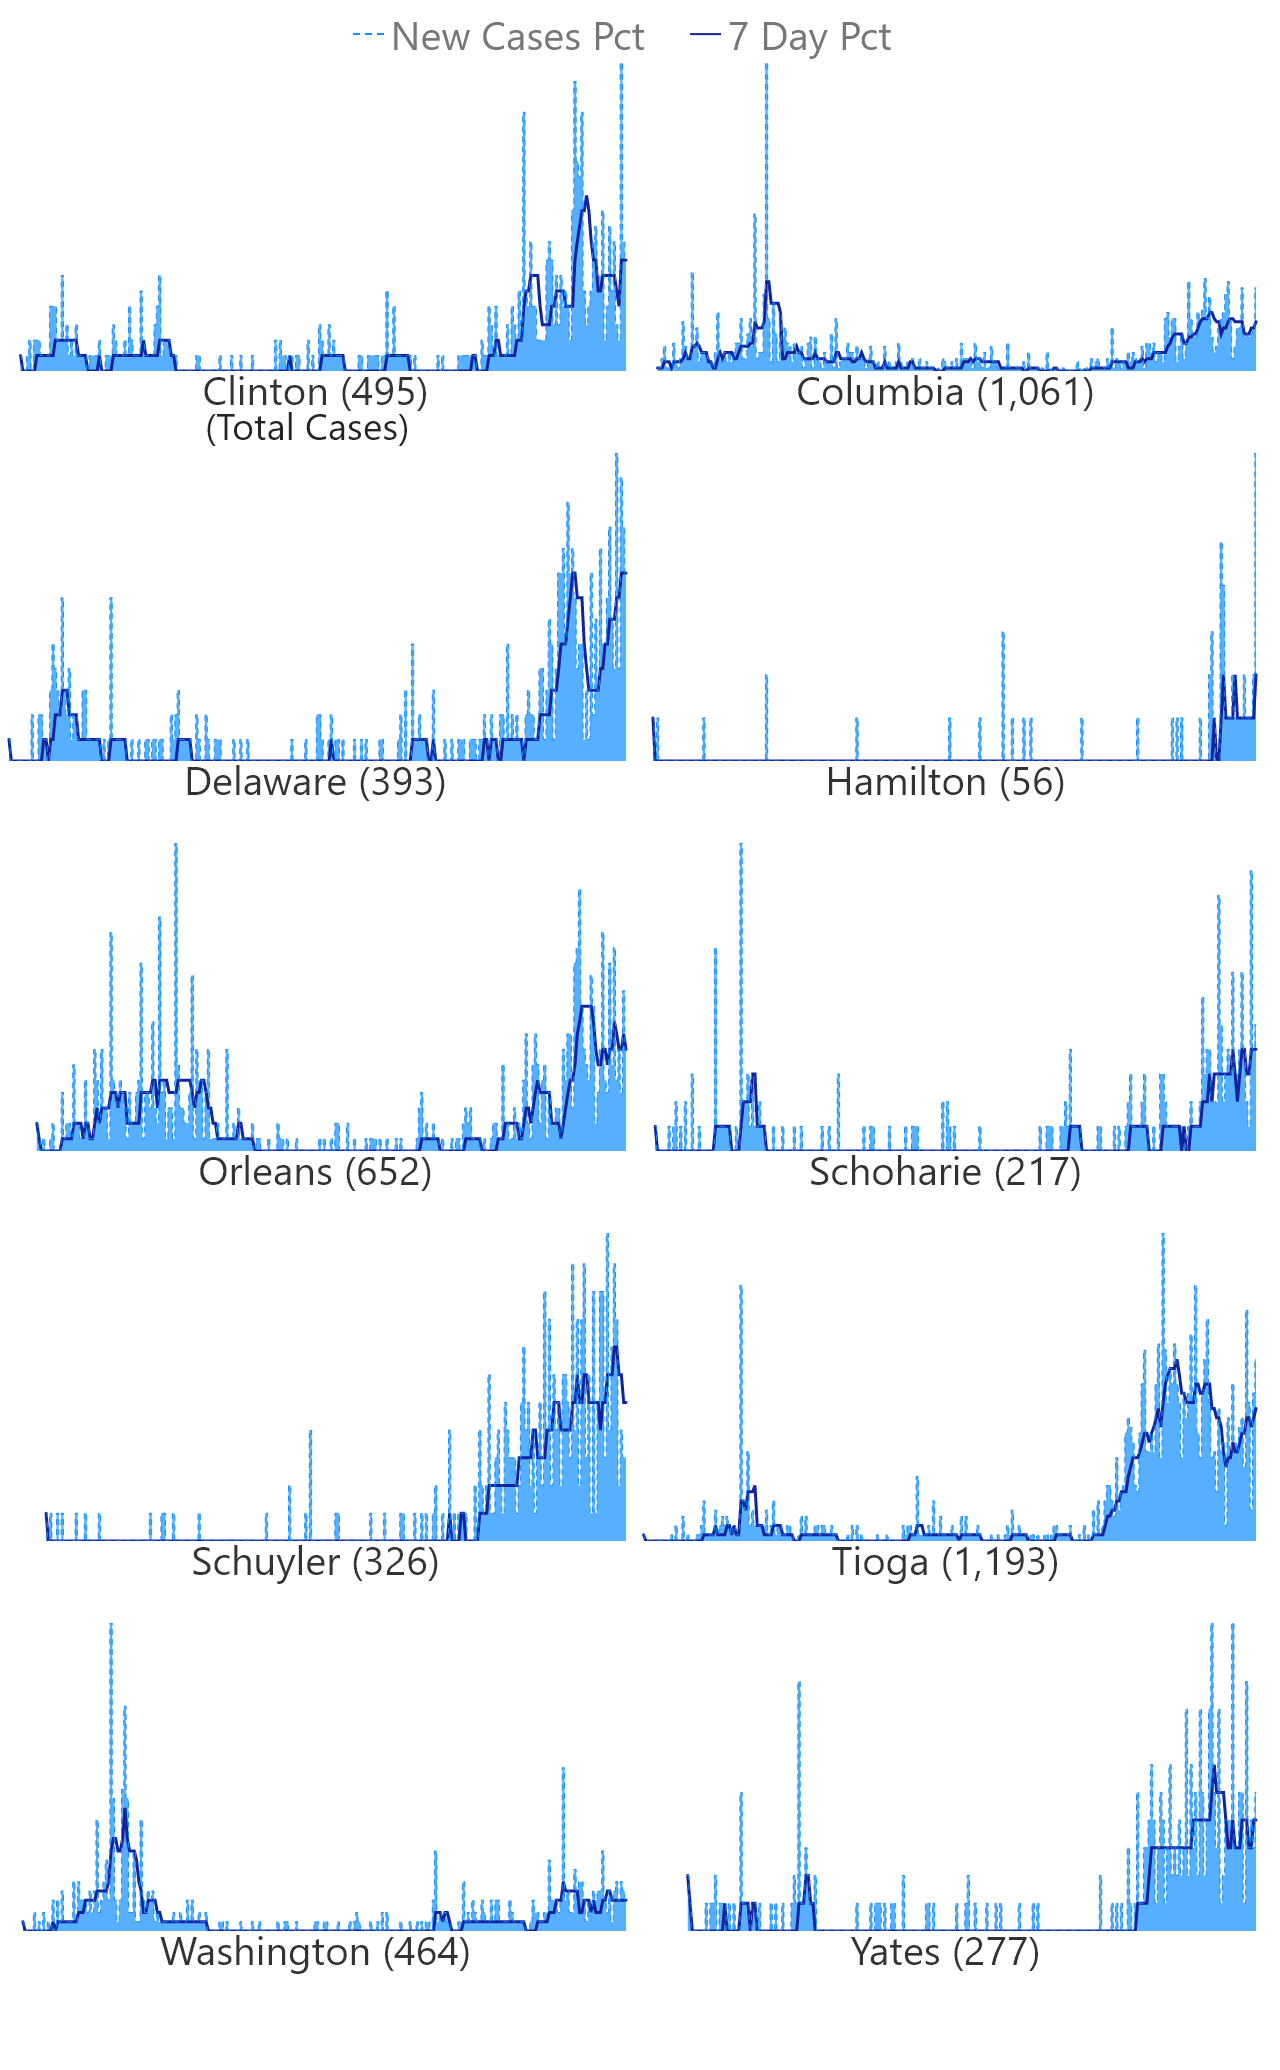 New Cases Pct 7 Day Pct
Clinton (495)
(Total Cases)
Columbia (1,061)
Delaware (393)
Hamilton (56)
Orleans (652)
Schoharie (217)
Schuyler (326)
Tioga (1,193)
Washington (464)
Yates (277)